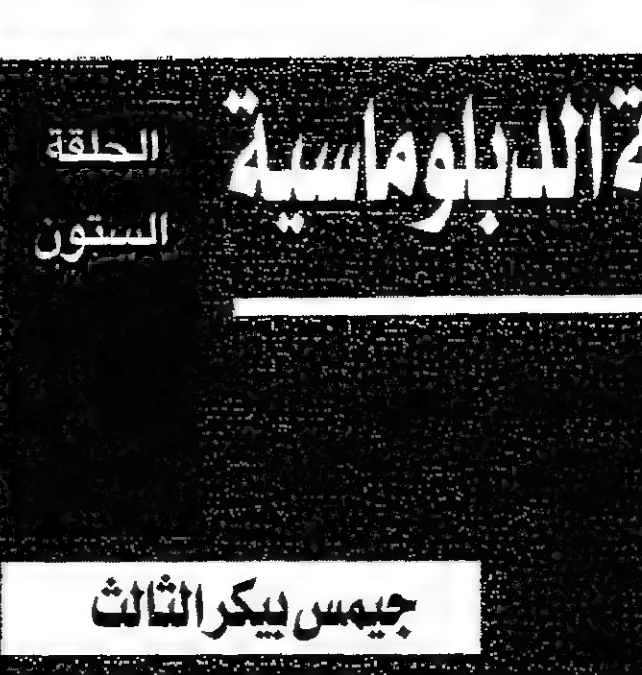 ة الدبلوماسية
الحلقة
الستون
جيمس بيكر الثالث